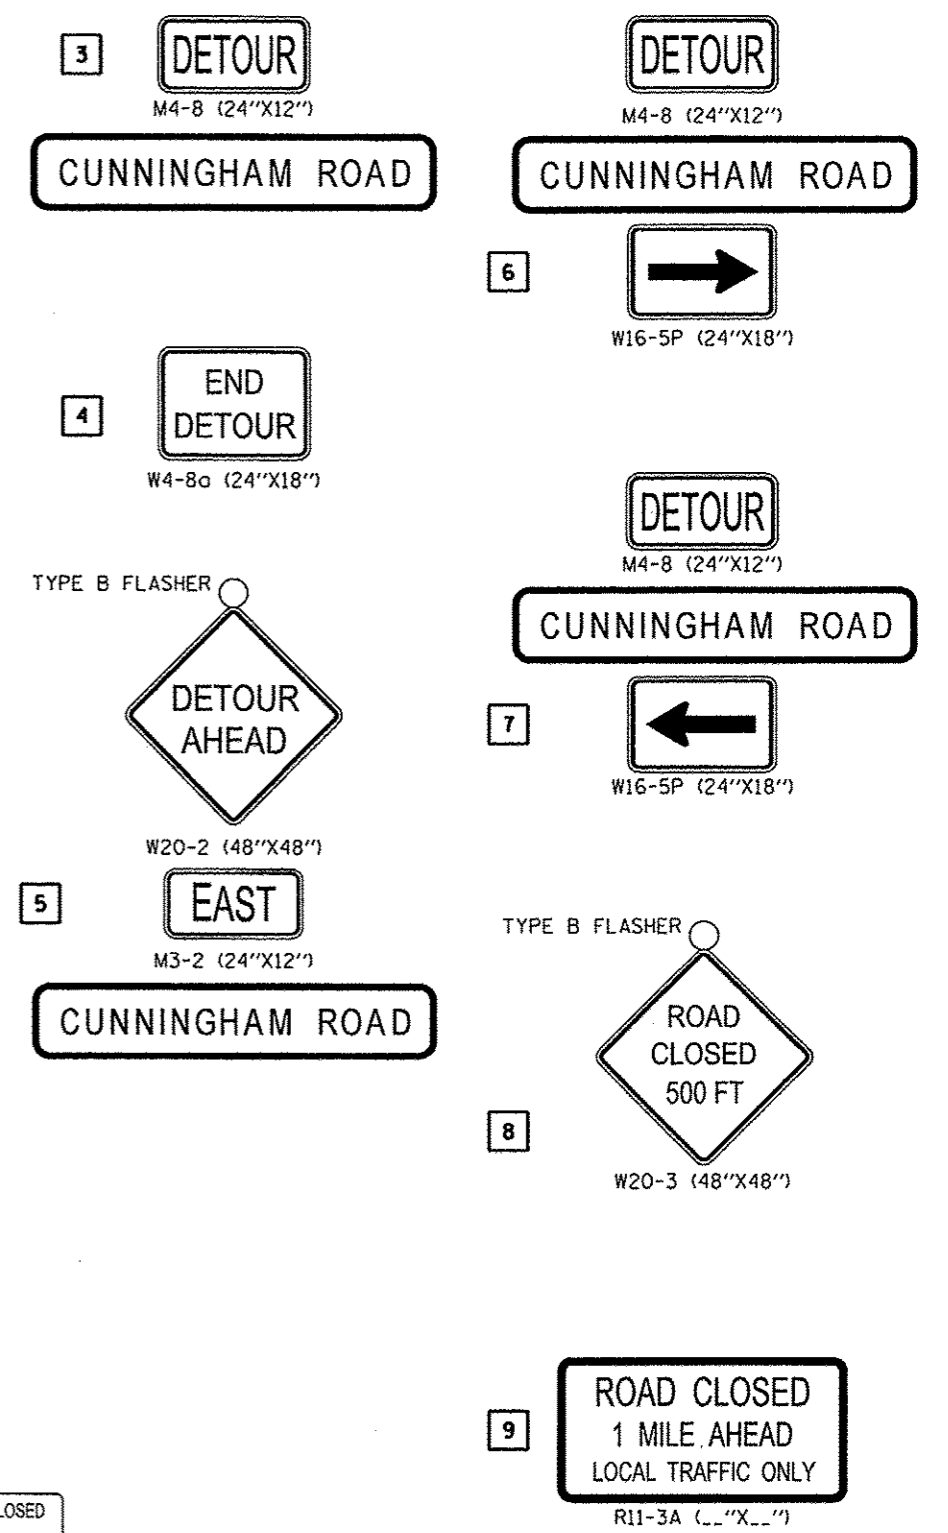 3
DETOUR
M4-8 (24"X12")
CUNNINGHAM ROAD
4
END
DETOUR
W4-8a (24"X18")
TYPE B FLASHER
DETOUR
AHEAD
W20-2 (48"X48")
5
EAST
M3-2 (24"X12")
CUNNINGHAM ROAD
LOSED
DETOUR
M4-8 (24"X12")
CUNNINGHAM ROAD
6
W16-5P (24"X18")
DETOUR
M4-8 (24"X12")
CUNNINGHAM ROAD
7
W16-5P (24"X18")
TYPE B FLASHER
ROAD
CLOSED
500 FT
8
W20-3 (48"X48")
9
ROAD CLOSED
1 MILE AHEAD
LOCAL TRAFFIC ONLY
R11-3A (__"X__")